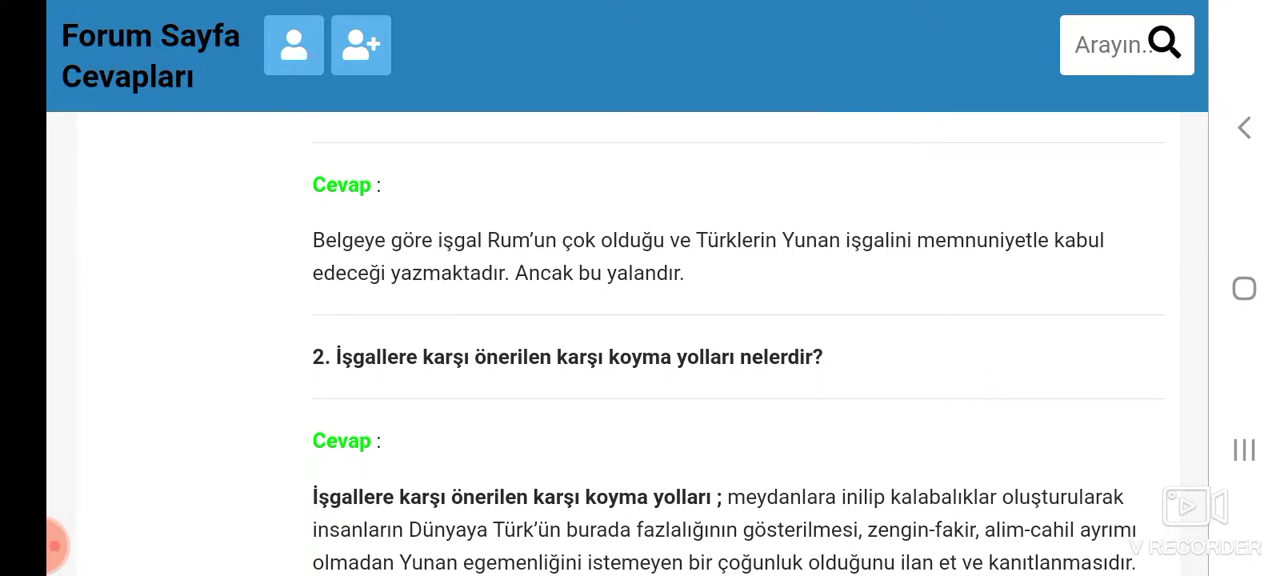 Forum Sayfa
Cevapları
Arayın..
Cevap :
Belgeye göre işgal Rum’un çok olduğu ve Türklerin Yunan işgalini memnuniyetle kabul
edeceği yazmaktadır. Ancak bu yalandır.
2. İşgallere karşı önerilen karşı koyma yolları nelerdir?
Cevap :
İşgallere karşı önerilen karşı koyma yolları ; meydanlara inilip kalabalıklar oluşturularak
insanların Dünyaya Türk’ün burada fazlalığının gösterilmesi, zengin-fakir, alim-cahil ayrımı
olmadan Yunan egemenliğini istemeyen bir çoğunluk olduğunu ilan et ve kanıtlanmasıdır.
V RECORDER